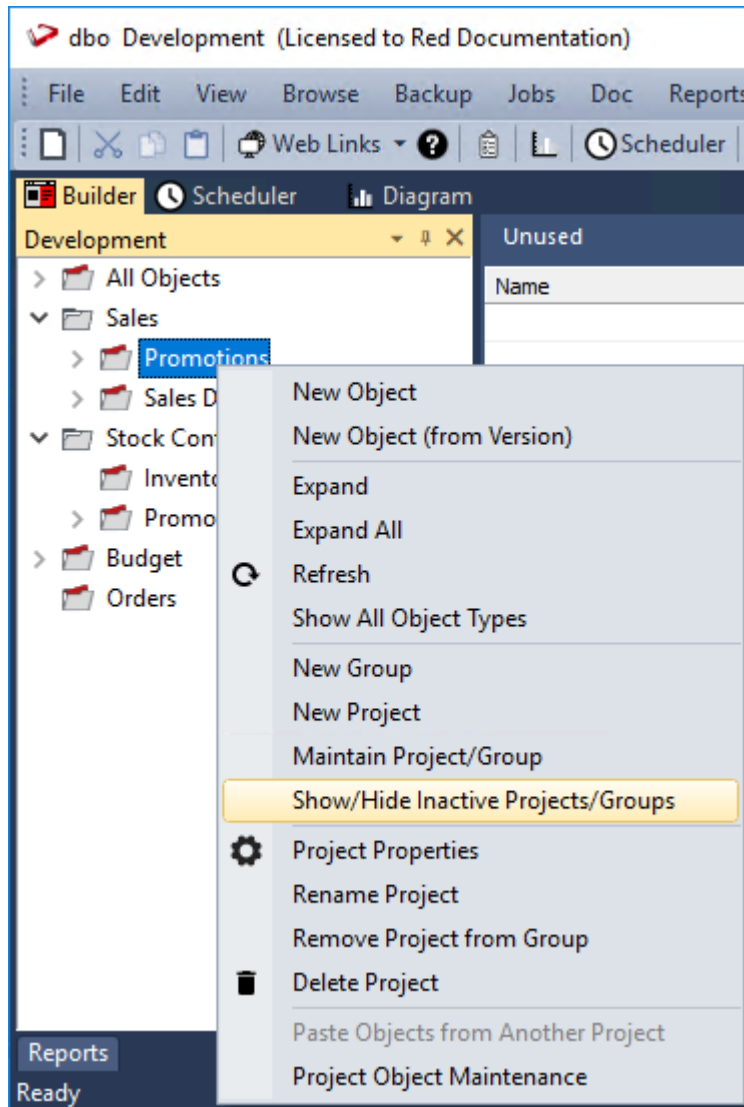 dbo Development (Licensed to Red Documentation)
File Edit View Browse Backup Jobs Doc Reports
Web Links Scheduler
Builder Scheduler Diagram
Development
Unused
All Objects
Name
Sales
Promotions
Sales D
Stock Con
Invento
Promo
Budget
Orders
New Object
New Object (from Version)
Expand
Expand All
Refresh
Show All Object Types
New Group
New Project
Maintain Project/Group
Show/Hide Inactive Projects/Groups
Project Properties
Rename Project
Remove Project from Group
Delete Project
Paste Objects from Another Project
Project Object Maintenance
Reports
Ready